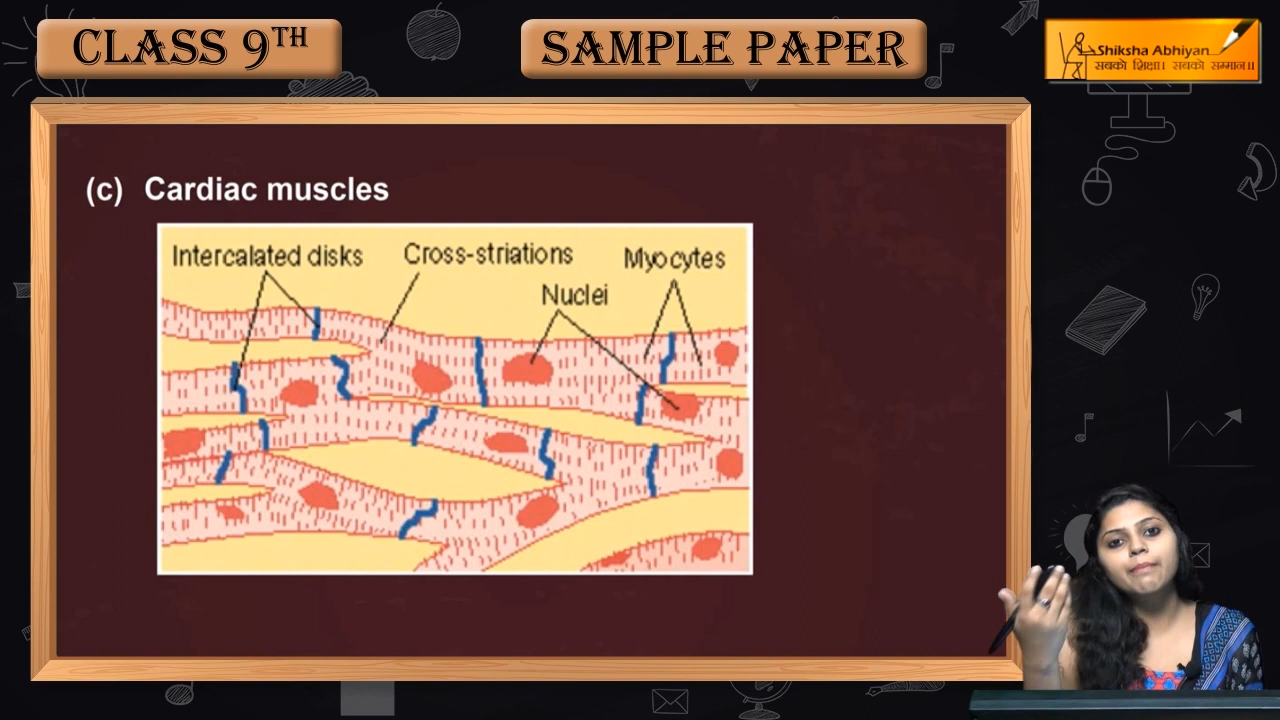 CLASS 9TH
SAMPLE PAPER
Shiksha Abhiyan
सबको शिक्षा। सबको सम्मान।।
(c) Cardiac muscles
Intercalated disks
Cross-striations
Myocytes
Nuclei